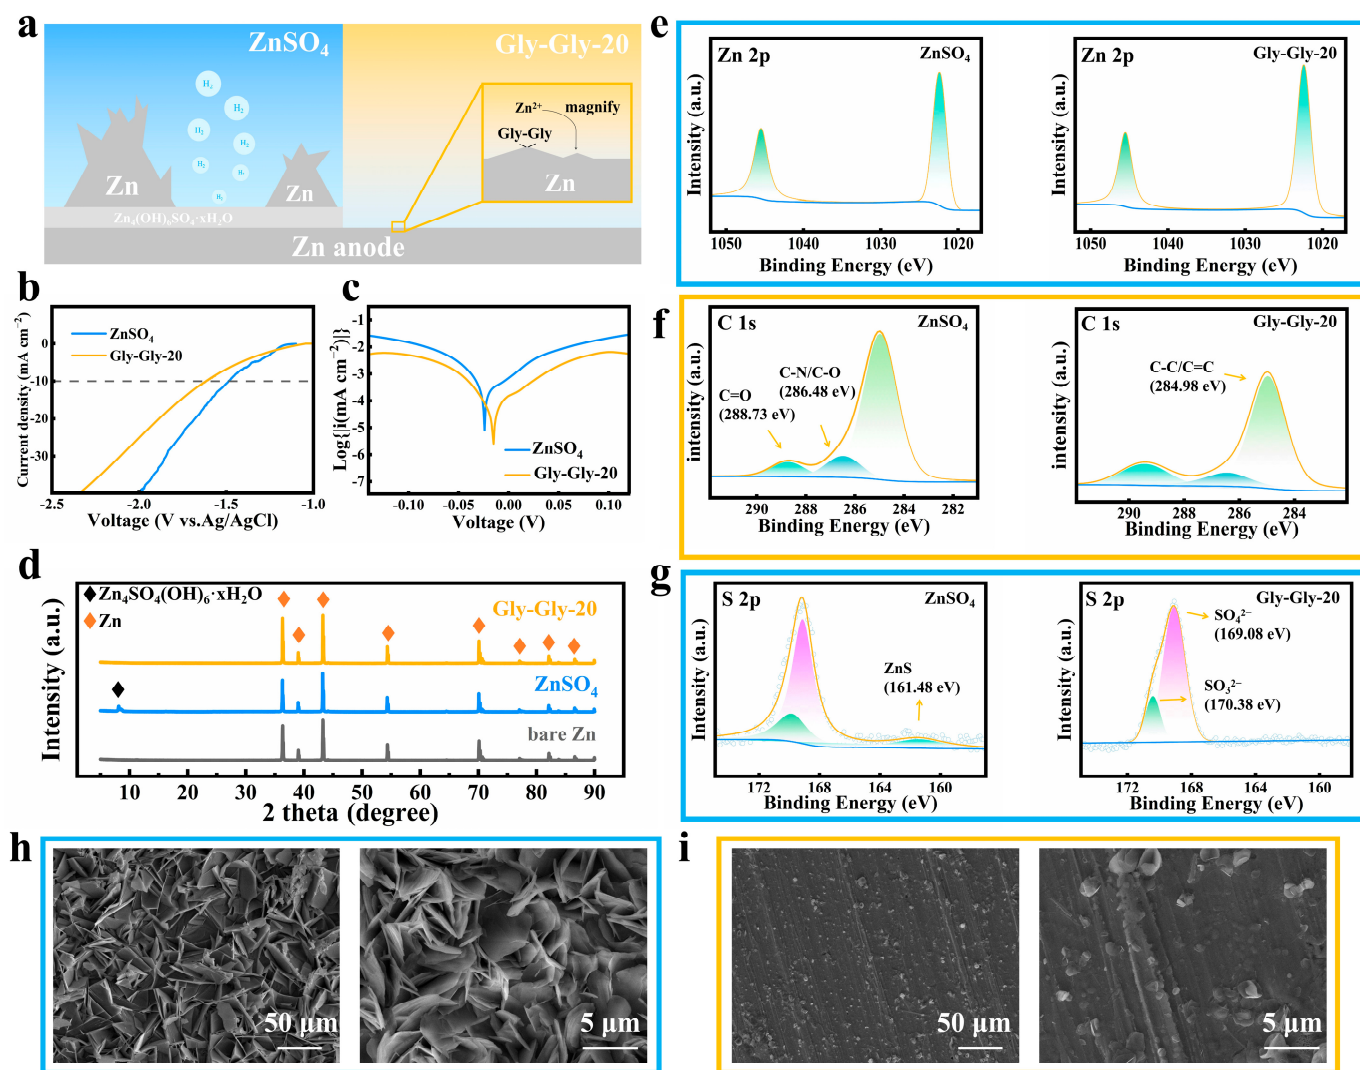 a
ZnSO₄
Gly-Gly-20
H₂
H₂
H₂
H₂
H₂
H₂
H₂
Zn
Zn
Zn₄(OH)₆SO₄·xH₂O
Zn anode
Zn²⁺
magnify
Gly-Gly
Zn
b
Current density (mA cm⁻²)
ZnSO₄
Gly-Gly-20
0
-10
-20
-30
-2.5
-2.0
-1.5
-1.0
Voltage (V vs.Ag/AgCl)
c
Log{|i(mA cm⁻²)|}
-1
-2
-3
-4
-5
-6
-7
ZnSO₄
Gly-Gly-20
-0.10
-0.05
0.00
0.05
0.10
Voltage (V)
d
Intensity (a.u.)
Zn₄SO₄(OH)₆·xH₂O
Zn
Gly-Gly-20
ZnSO₄
bare Zn
10
20
30
40
50
60
70
80
90
2 theta (degree)
e
Zn 2p
ZnSO₄
Intensity (a.u.)
1050
1040
1030
1020
Binding Energy (eV)
Zn 2p
Gly-Gly-20
Intensity (a.u.)
1050
1040
1030
1020
Binding Energy (eV)
f
C 1s
ZnSO₄
intensity (a.u.)
C=O
(288.73 eV)
C-N/C-O
(286.48 eV)
290
288
286
284
282
Binding Energy (eV)
C 1s
Gly-Gly-20
intensity (a.u.)
C-C/C=C
(284.98 eV)
290
288
286
284
Binding Energy (eV)
g
S 2p
ZnSO₄
Intensity (a.u.)
ZnS
(161.48 eV)
172
168
164
160
Binding Energy (eV)
S 2p
Gly-Gly-20
Intensity (a.u.)
SO₄²⁻
(169.08 eV)
SO₃²⁻
(170.38 eV)
172
168
164
160
Binding Energy (eV)
h
50 μm
5 μm
i
50 μm
5 μm